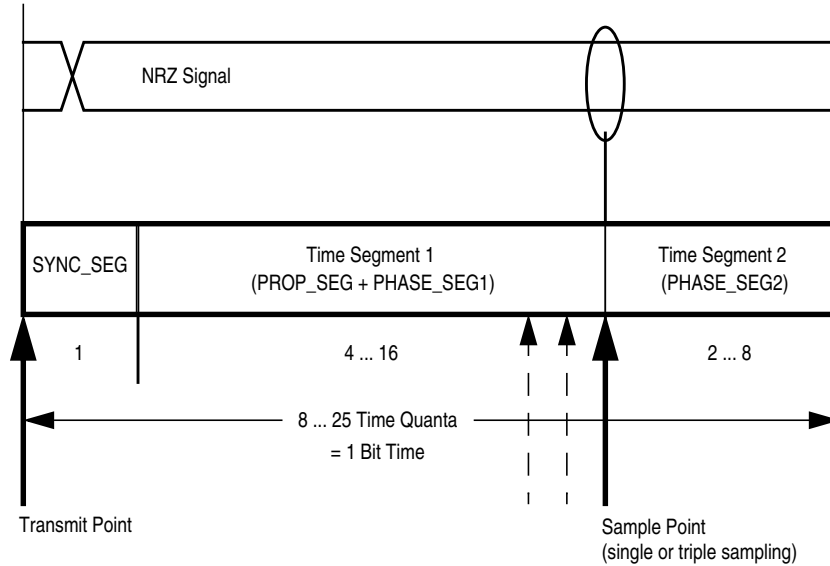 NRZ Signal
SYNC_SEG
Time Segment 1
(PROP_SEG + PHASE_SEG1)
Time Segment 2
(PHASE_SEG2)
1
4 ... 16
2 ... 8
8 ... 25 Time Quanta
= 1 Bit Time
Transmit Point
Sample Point
(single or triple sampling)